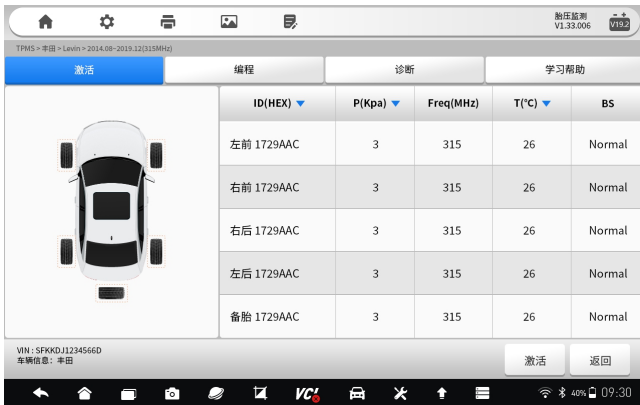 胎压监测
V1.33.006
V19.2
TPMS > 丰田 > Levin > 2014.08-2019.12(315MHz)
激活 编程 诊断 学习帮助
ID(HEX) P(Kpa) Freq(MHz) T(℃) BS
左前 1729AAC 3 315 26 Normal
右前 1729AAC 3 315 26 Normal
右后 1729AAC 3 315 26 Normal
左后 1729AAC 3 315 26 Normal
备胎 1729AAC 3 315 26 Normal
VIN : SFKKDJ1234566D
车辆信息: 丰田
激活 返回
VC 40% 09:30